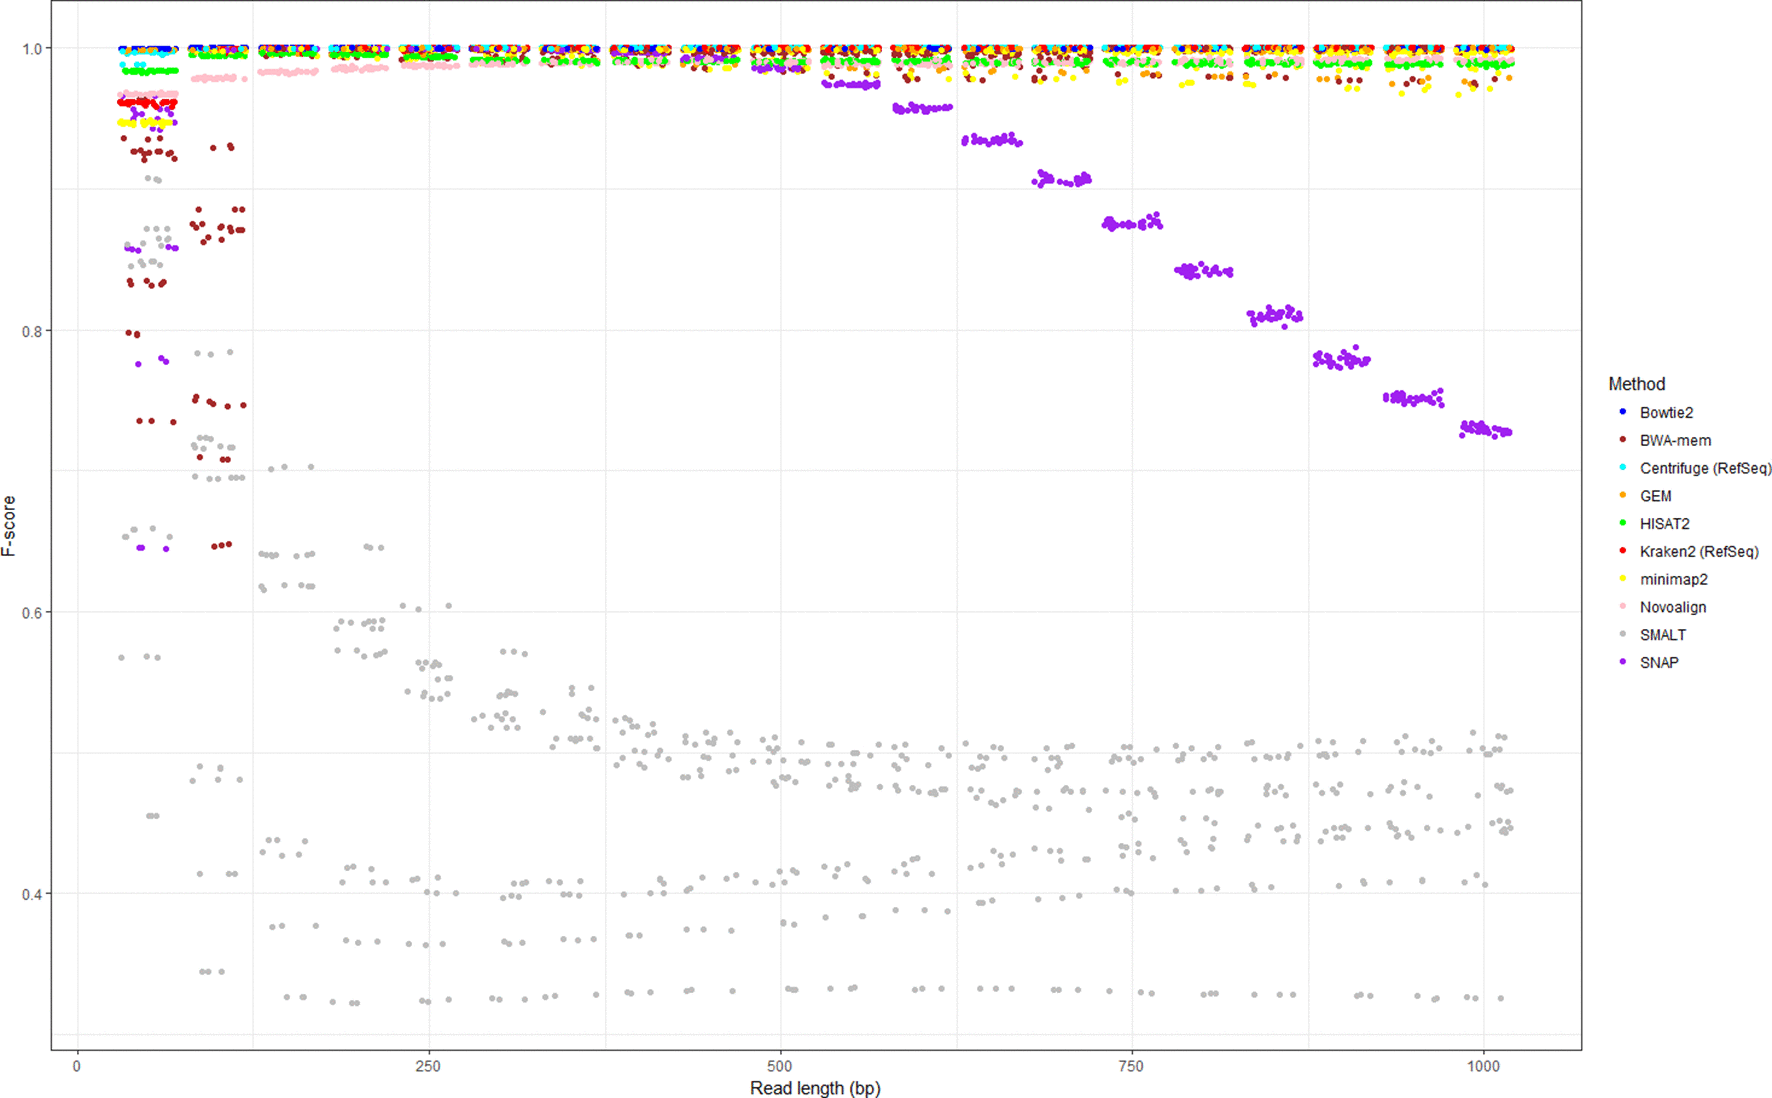 1.0
0.8
0.6
0.4
F-score
0
250
500
750
1000
Read length (bp)
Method
Bowtie2
BWA-mem
Centrifuge (RefSeq)
GEM
HISAT2
Kraken2 (RefSeq)
minimap2
Novoalign
SMALT
SNAP